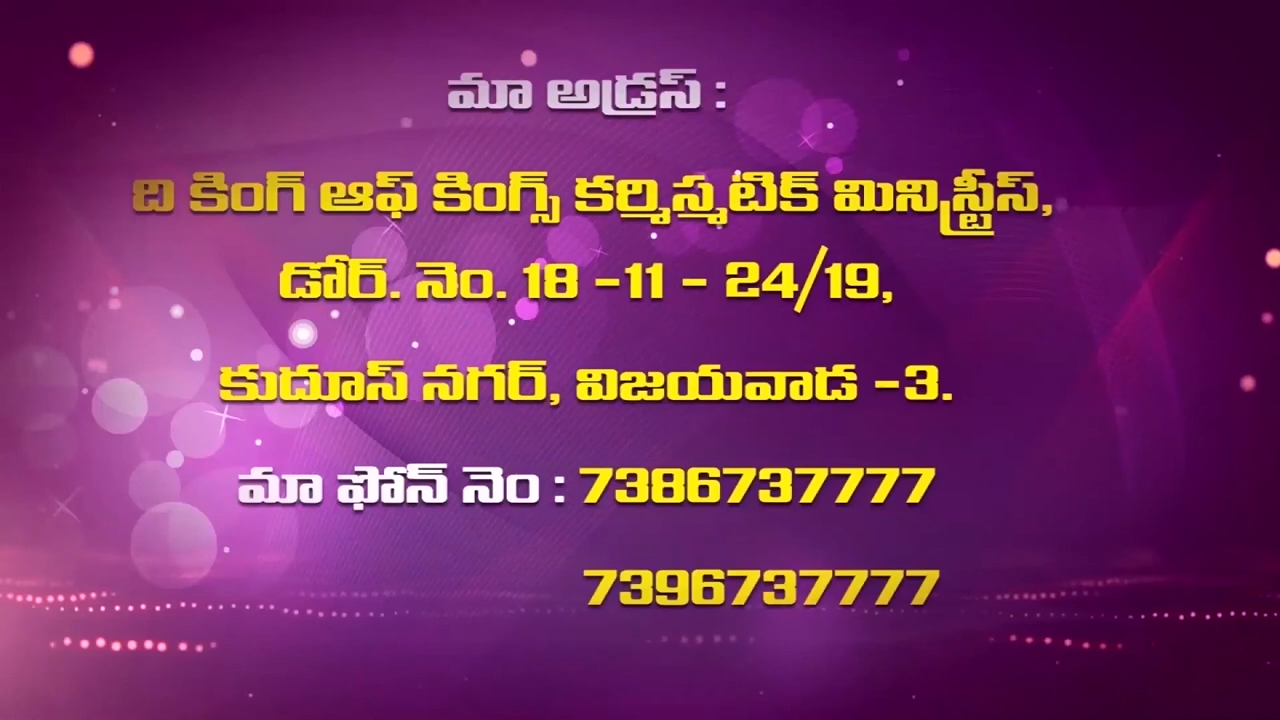 మా అడ్రస్ :
ది కింగ్ ఆఫ్ కింగ్స్ కర్మిస్మటిక్ మినిస్ట్రీస్,
డోర్. నెం. 18 -11 - 24/19,
కుదూస్ నగర్, విజయవాడ -3.
మా ఫోన్ నెం : 7386737777
7396737777